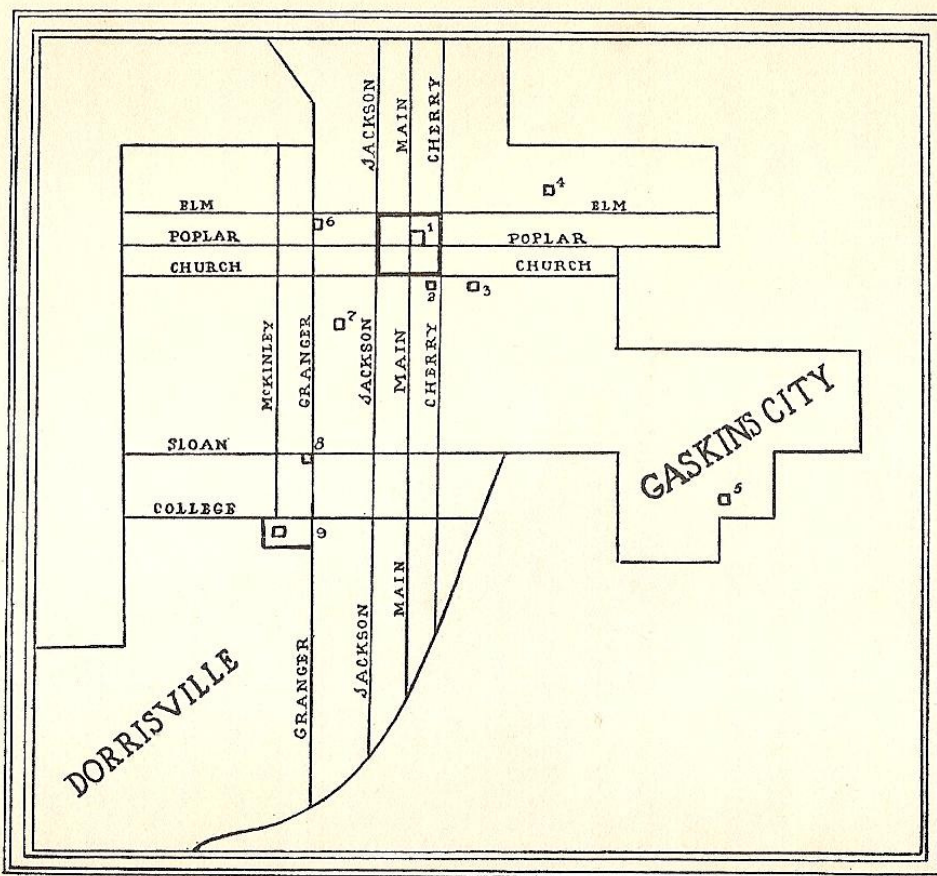 JACKSON
MAIN
CHERRY
4
ELM
ELM
6
1
POPLAR
POPLAR
CHURCH
CHURCH
2
3
7
McKINLEY
GRANGER
JACKSON
MAIN
CHERRY
GASKINS CITY
SLOAN
8
5
COLLEGE
9
MAIN
JACKSON
GRANGER
DORRISVILLE